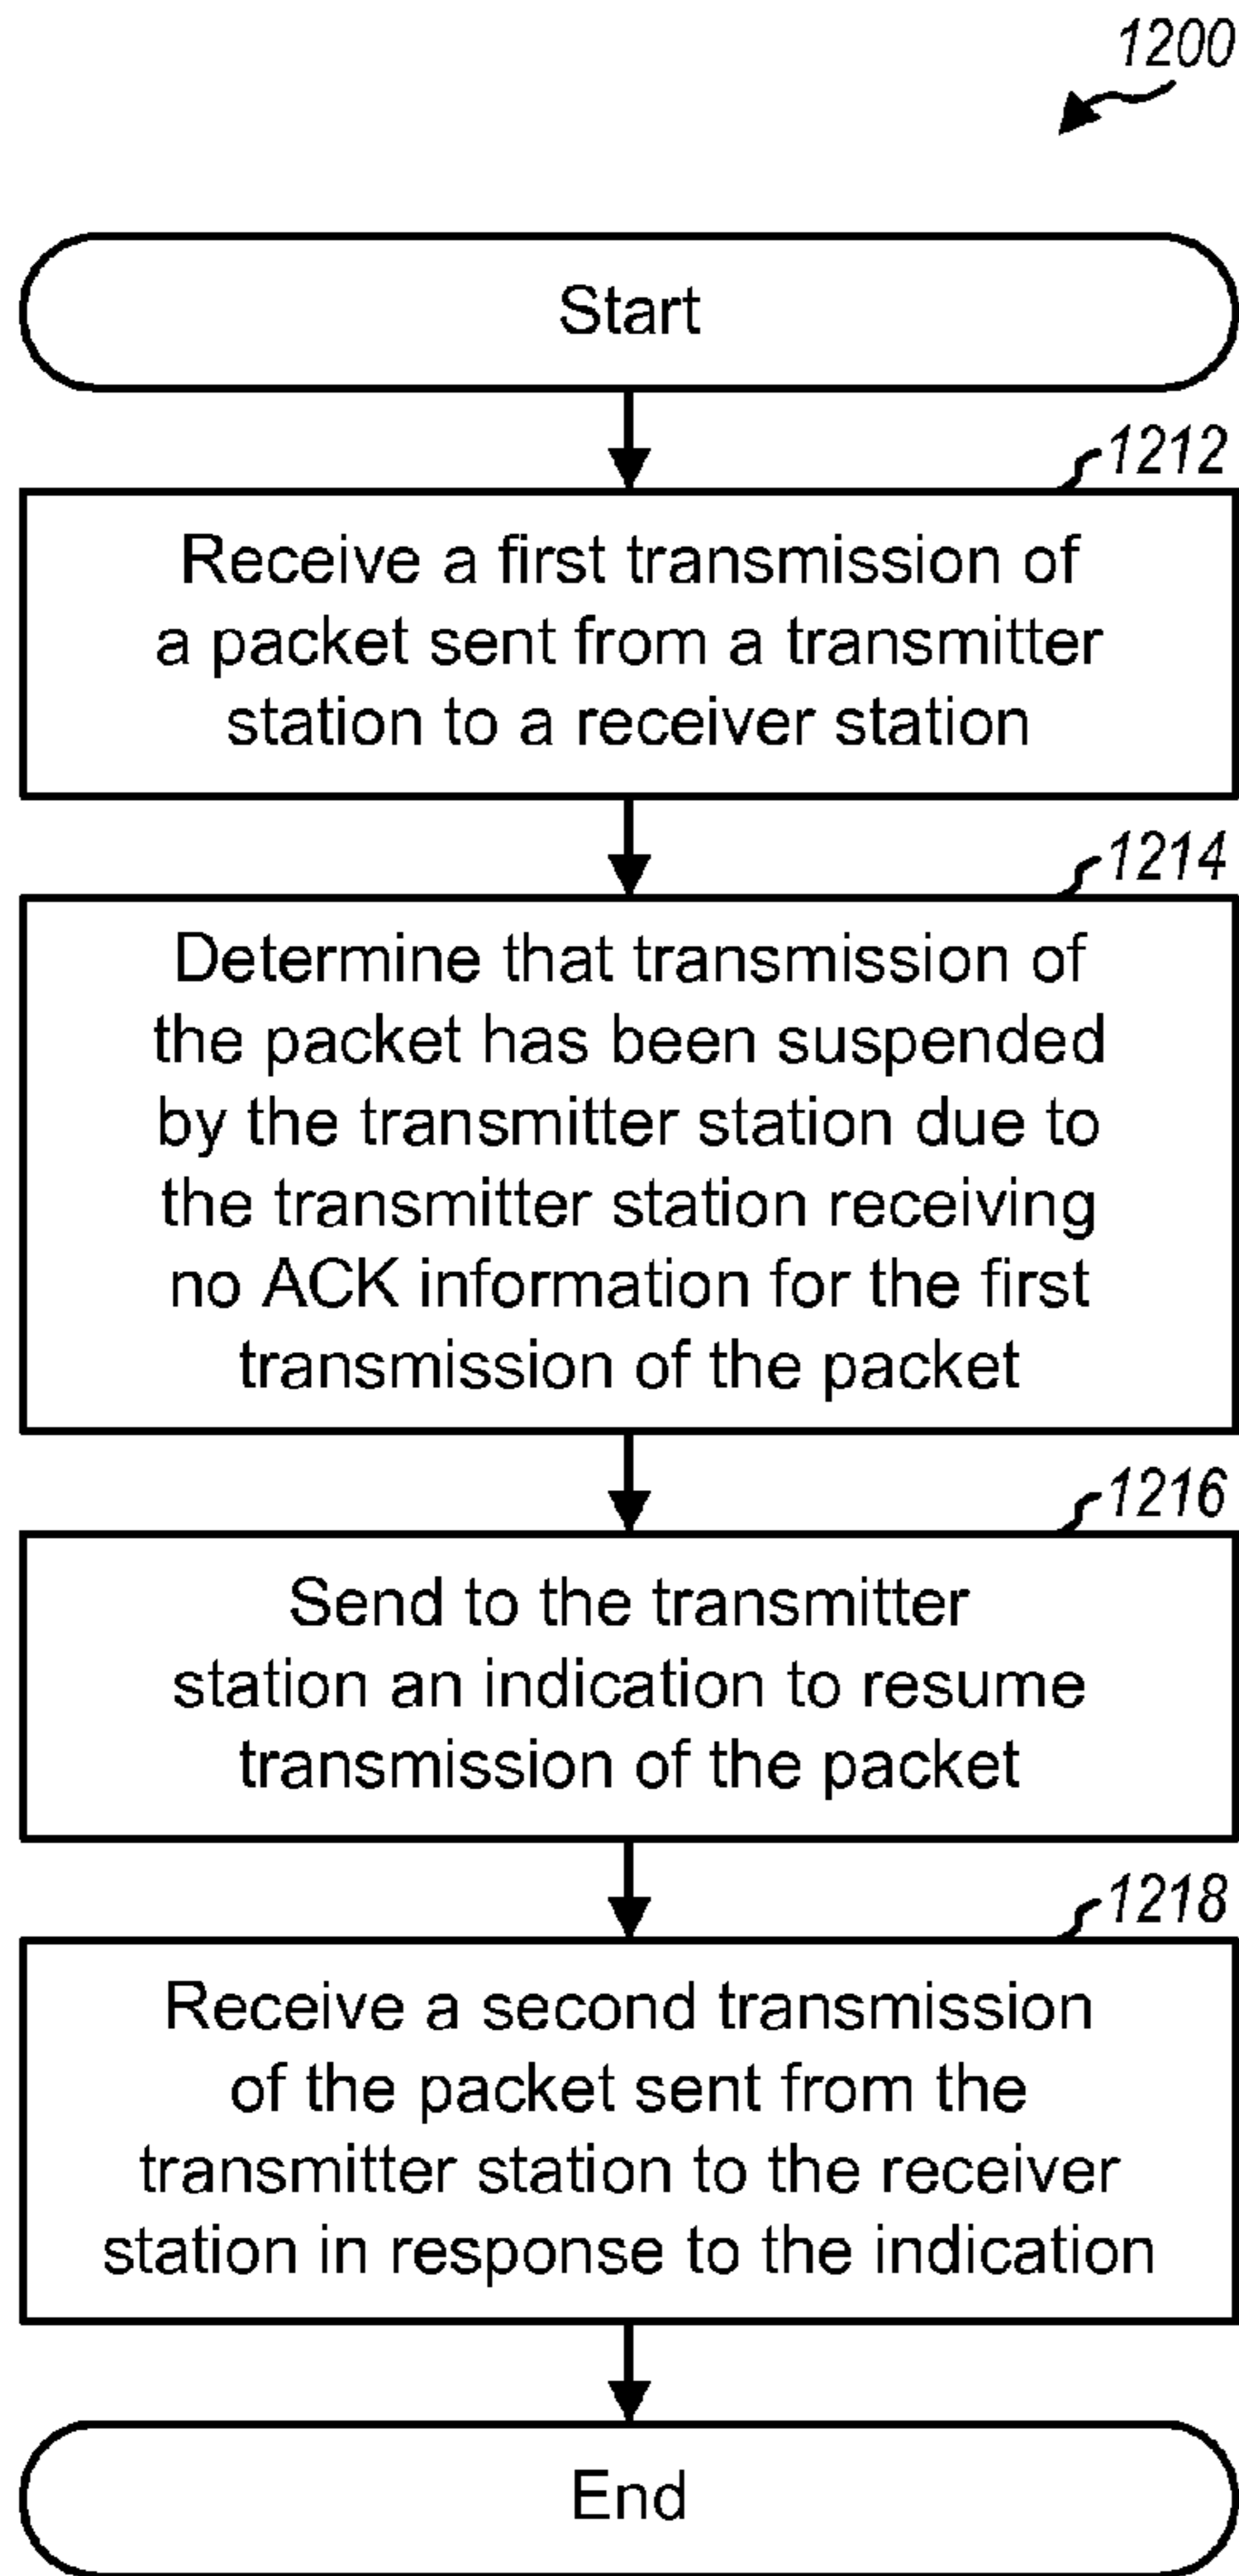 1200
Start
1212
Receive a first transmission of
a packet sent from a transmitter
station to a receiver station
1214
Determine that transmission of
the packet has been suspended
by the transmitter station due to
the transmitter station receiving
no ACK information for the first
transmission of the packet
1216
Send to the transmitter
station an indication to resume
transmission of the packet
1218
Receive a second transmission
of the packet sent from the
transmitter station to the receiver
station in response to the indication
End